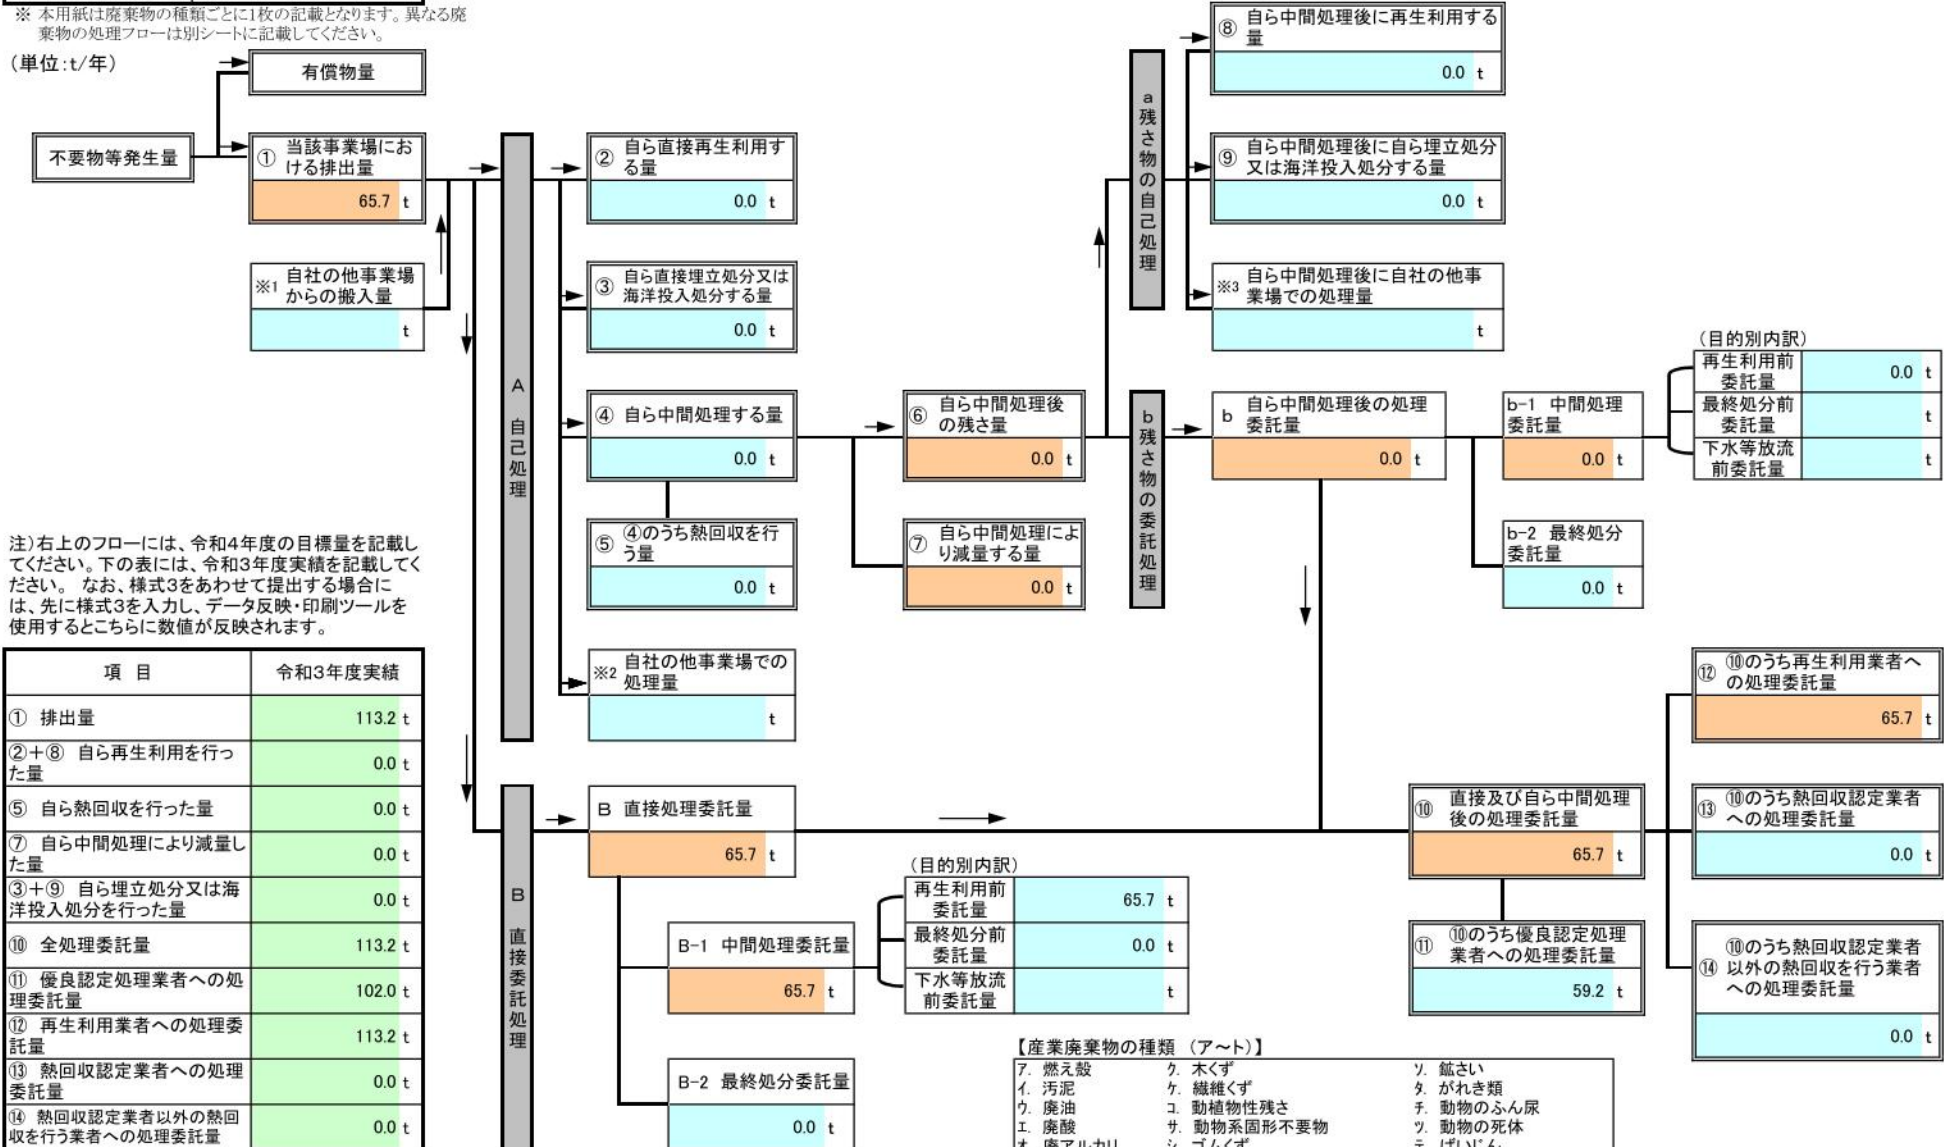 ※ 本用紙は廃棄物の種類ごとに1枚の記載となります。異なる廃
棄物の処理フローは別シートに記載してください。
(単位:t/年)
有償物量
不要物等発生量
① 当該事業場にお
ける排出量
65.7 t
※1 自社の他事業場
からの搬入量
t
A 自己処理
② 自ら直接再生利用す
る量
0.0 t
③ 自ら直接埋立処分又は
海洋投入処分する量
0.0 t
④ 自ら中間処理する量
0.0 t
⑤ ④のうち熱回収を行
う量
0.0 t
※2 自社の他事業場での
処理量
t
⑥ 自ら中間処理後
の残さ量
0.0 t
⑦ 自ら中間処理によ
り減量する量
0.0 t
a 残さ物の自己処理
⑧ 自ら中間処理後に再生利用する
量
0.0 t
⑨ 自ら中間処理後に自ら埋立処分
又は海洋投入処分する量
0.0 t
※3 自ら中間処理後に自社の他事
業場での処理量
t
b 残さ物の委託処理
b 自ら中間処理後の処理
委託量
0.0 t
b-1 中間処理
委託量
0.0 t
b-2 最終処分
委託量
0.0 t
(目的別内訳)
再生利用前
委託量
0.0 t
最終処分前
委託量
t
下水等放流
前委託量
t
注)右上のフローには、令和4年度の目標量を記載し
てください。下の表には、令和3年度実績を記載してく
ださい。 なお、様式3をあわせて提出する場合に
は、先に様式3を入力し、データ反映・印刷ツールを
使用するとこちらに数値が反映されます。
項 目 令和3年度実績
① 排出量 113.2 t
②+⑧ 自ら再生利用を行っ
た量 0.0 t
⑤ 自ら熱回収を行った量 0.0 t
⑦ 自ら中間処理により減量し
た量 0.0 t
③+⑨ 自ら埋立処分又は海
洋投入処分を行った量 0.0 t
⑩ 全処理委託量 113.2 t
⑪ 優良認定処理業者への処
理委託量 102.0 t
⑫ 再生利用業者への処理委
託量 113.2 t
⑬ 熱回収認定業者への処理
委託量 0.0 t
⑭ 熱回収認定業者以外の熱回
収を行う業者への処理委託量 0.0 t
B 直接委託処理
B 直接処理委託量
65.7 t
B-1 中間処理委託量
65.7 t
B-2 最終処分委託量
0.0 t
(目的別内訳)
再生利用前
委託量
65.7 t
最終処分前
委託量
0.0 t
下水等放流
前委託量
t
⑩ 直接及び自ら中間処理
後の処理委託量
65.7 t
⑪ ⑩のうち優良認定処理
業者への処理委託量
59.2 t
⑫ ⑩のうち再生利用業者へ
の処理委託量
65.7 t
⑬ ⑩のうち熱回収認定業者
への処理委託量
0.0 t
⑭ ⑩のうち熱回収認定業者
以外の熱回収を行う業者
への処理委託量
0.0 t
【産業廃棄物の種類 (ア~ト)】
ア. 燃え殻 ク. 木くず ソ. 鉱さい
イ. 汚泥 ケ. 繊維くず タ. がれき類
ウ. 廃油 コ. 動植物性残さ チ. 動物のふん尿
エ. 廃酸 サ. 動物系固形不要物 ツ. 動物の死体
オ. 廃アルカリ シ. ゴムくず テ. ばいじん